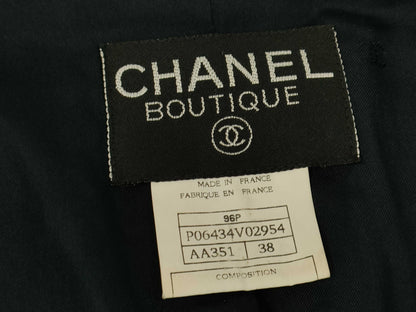 CHANEL
BOUTIQUE
MADE IN FRANCE
FABRIQUE EN FRANCE
96P
P06434V02954
AA351 38
COMPOSITION